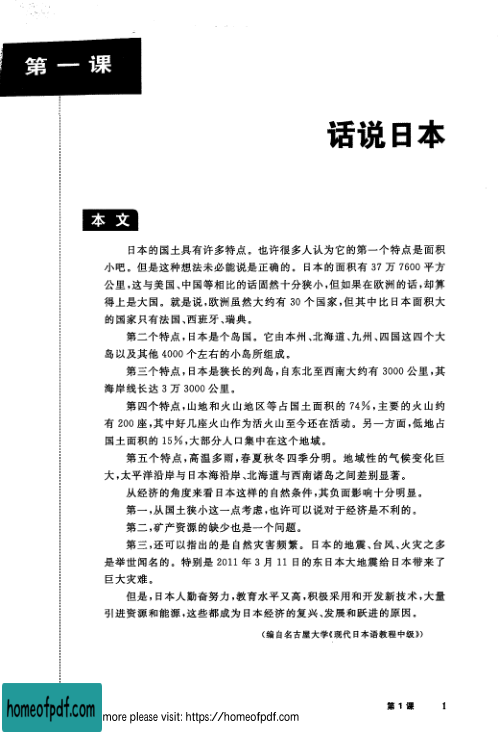 第一课
话说日本
本文
日本的国土具有许多特点。也许很多人认为它的第一个特点是面积
小吧。但是这种想法未必能说是正确的。日本的面积有 37 万 7600 平方
公里,这与美国、中国等相比的话固然十分狭小,但如果在欧洲的话,却算
得上是大国。就是说,欧洲虽然大约有 30 个国家,但其中比日本面积大
的国家只有法国、西班牙、瑞典。
第二个特点,日本是个岛国。它由本州、北海道、九州、四国这四个大
岛以及其他 4000 个左右的小岛所组成。
第三个特点,日本是狭长的列岛,自东北至西南大约有 3000 公里,其
海岸线长达 3 万 3000 公里。
第四个特点,山地和火山地区等占国土面积的 74%,主要的火山约
有 200 座,其中好几座火山作为活火山至今还在活动。另一方面,低地占
国土面积的 15%,大部分人口集中在这个地域。
第五个特点,高温多雨,春夏秋冬四季分明。地域性的气候变化巨
大,太平洋沿岸与日本海沿岸、北海道与西南诸岛之间差别显著。
从经济的角度来看日本这样的自然条件,其负面影响十分明显。
第一,从国土狭小这一点考虑,也许可以说对于经济是不利的。
第二,矿产资源的缺少也是一个问题。
第三,还可以指出的是自然灾害频繁。日本的地震、台风、火灾之多
是举世闻名的。特别是 2011 年 3 月 11 日的东日本大地震给日本带来了
巨大灾难。
但是,日本人勤奋努力,教育水平又高,积极采用和开发新技术,大量
引进资源和能源,这些都成为日本经济的复兴、发展和跃进的原因。
(编自名古屋大学《现代日本语教程中级》)
第 1 课 1
homeofpdf.com
more please visit: https://homeofpdf.com